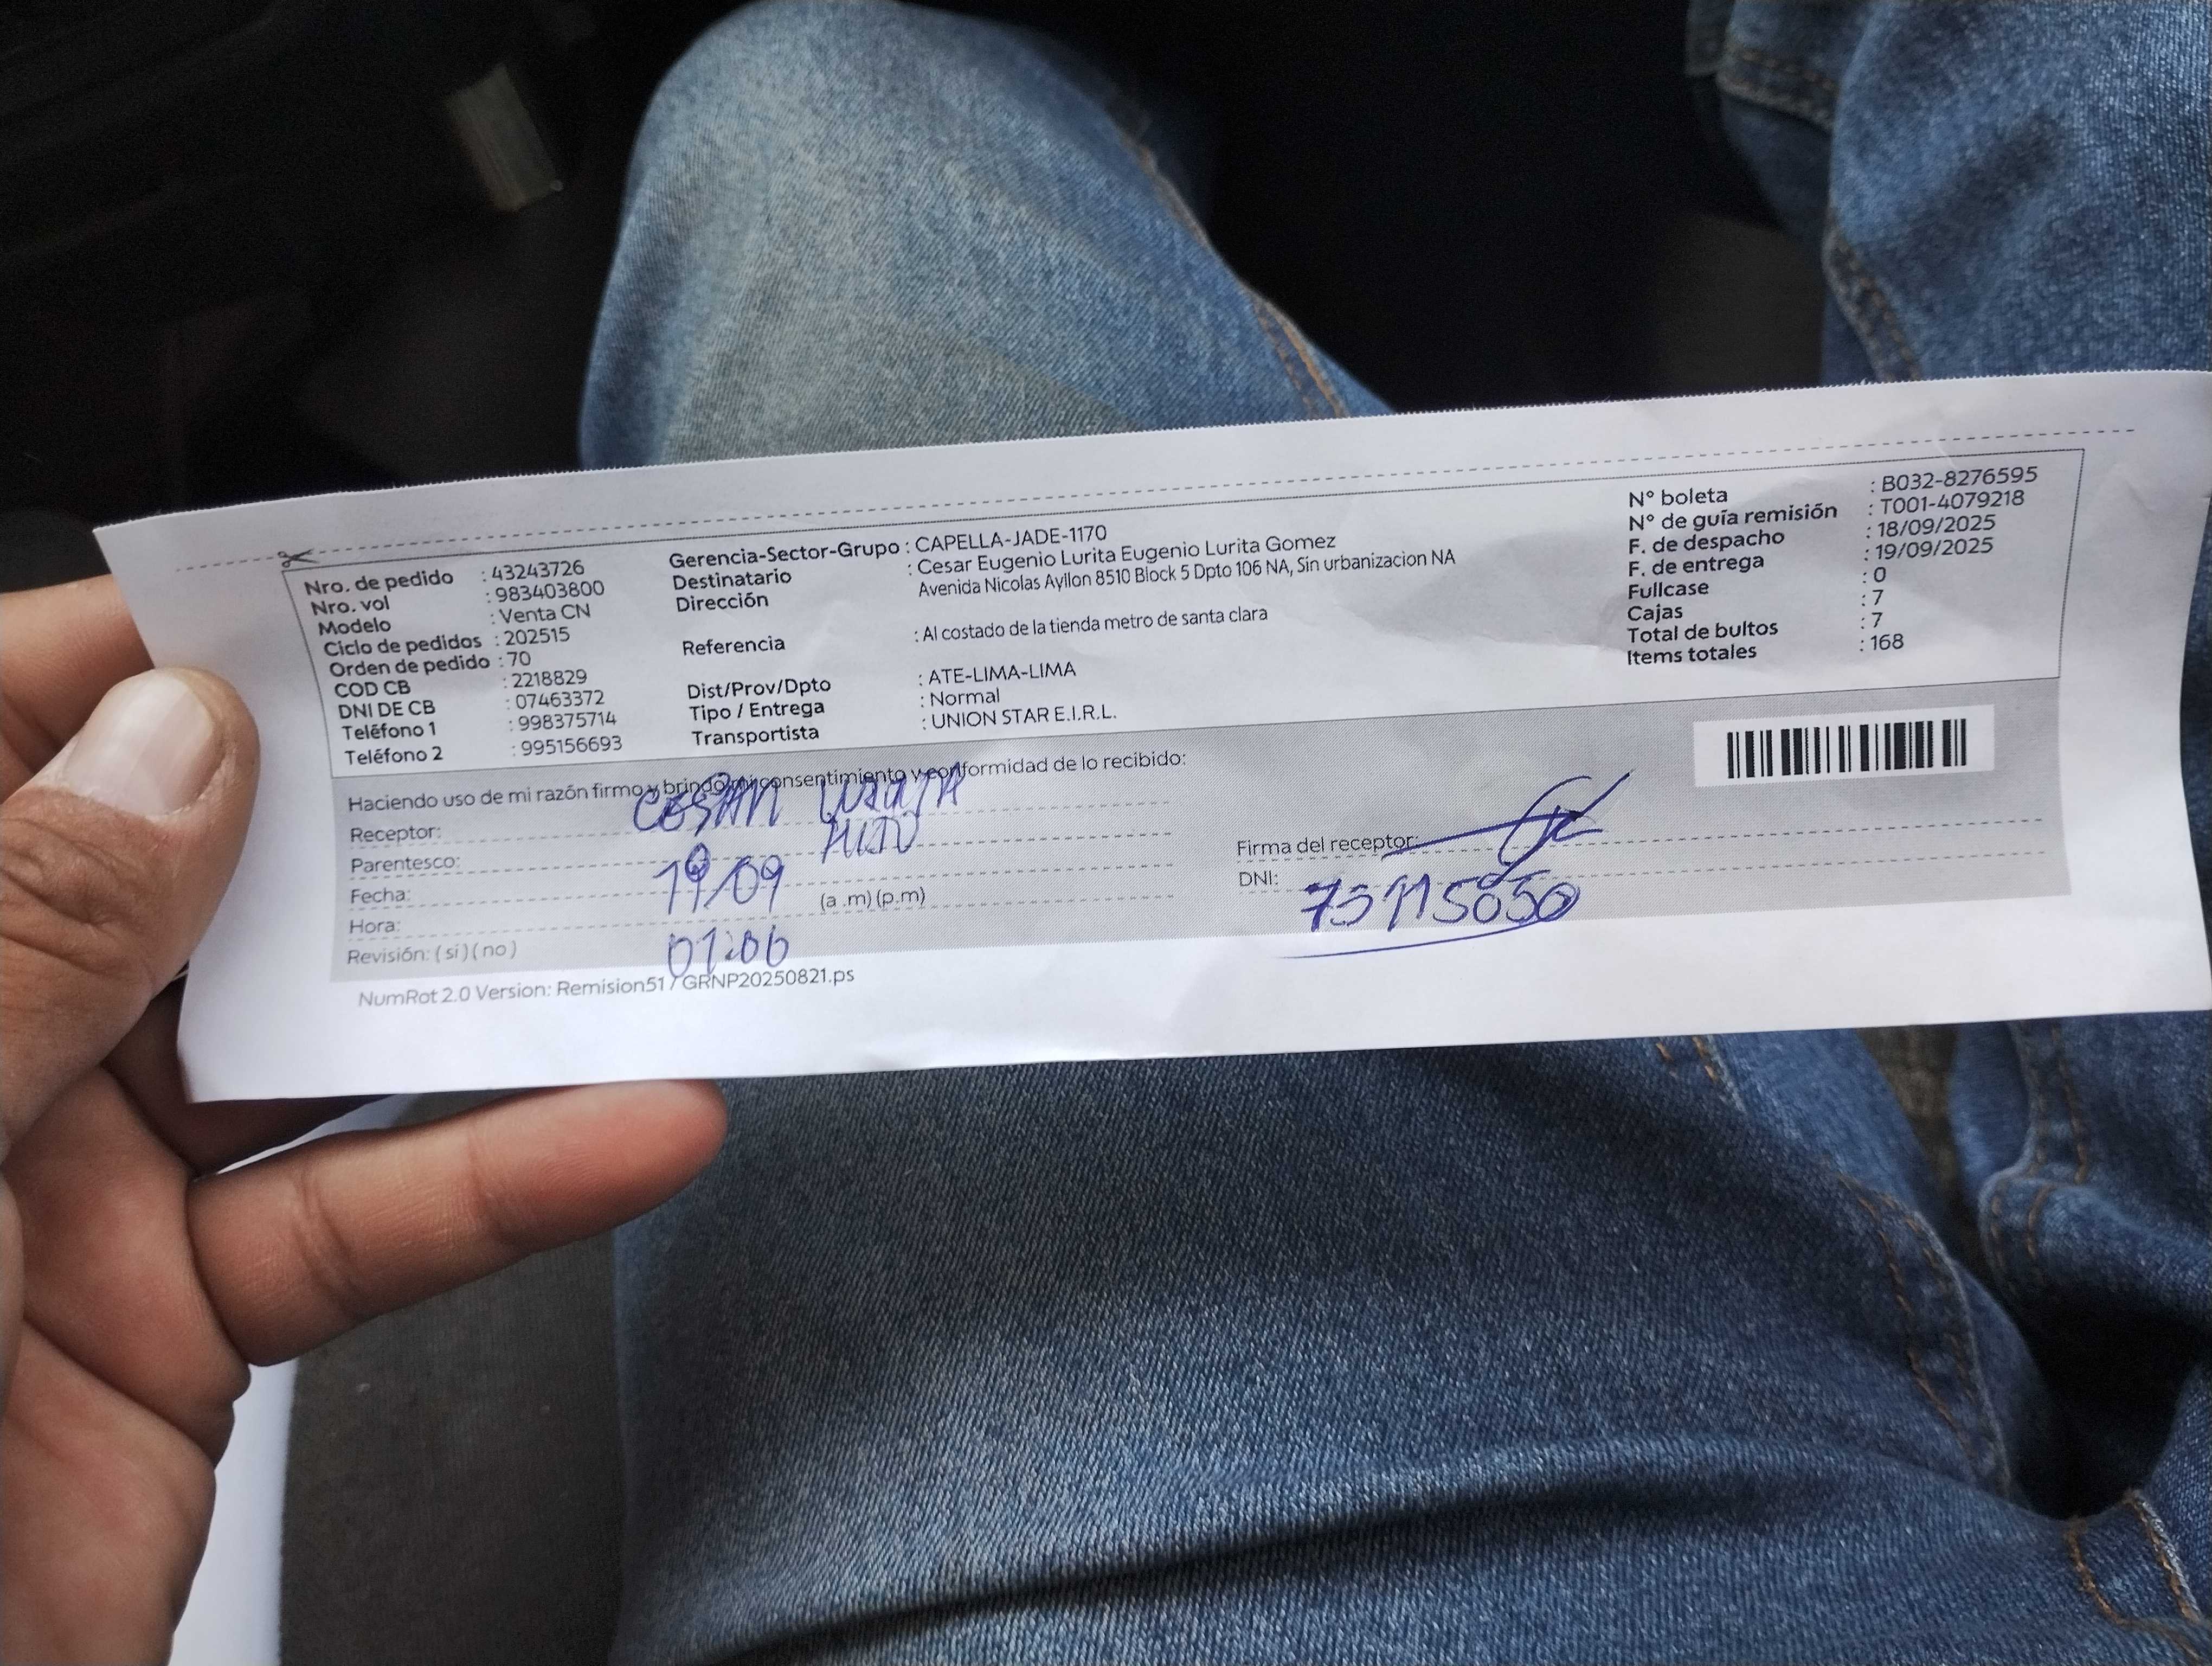 Nro. de pedido : 43243726
Nro. vol : 983403800
Modelo : Venta CN
Ciclo de pedidos : 202515
Orden de pedido : 70
COD CB : 2218829
DNI DE CB : 07463372
Teléfono 1 : 998375714
Teléfono 2 : 995156693
Gerencia-Sector-Grupo : CAPELLA-JADE-1170
Destinatario : Cesar Eugenio Lurita Eugenio Lurita Gomez
Dirección Avenida Nicolas Ayllon 8510 Block 5 Dpto 106 NA, Sin urbanizacion NA
Referencia : Al costado de la tienda metro de santa clara
Dist/Prov/Dpto : ATE-LIMA-LIMA
Tipo / Entrega : Normal
Transportista : UNION STAR E.I.R.L.
N° boleta : B032-8276595
N° de guía remisión : T001-4079218
F. de despacho : 18/09/2025
F. de entrega : 19/09/2025
Fullcase : 0
Cajas : 7
Total de bultos : 7
Items totales : 168
Haciendo uso de mi razón firmo y brindo mi consentimiento y conformidad de lo recibido:
Receptor: CESAR LURITA
Parentesco:
Fecha: 19/09
Hora: (a .m) (p.m)
Revisión: ( sí ) ( no ) 01:06
Firma del receptor:
DNI:
NumRot 2.0 Version: Remision51 / GRNP20250821.ps